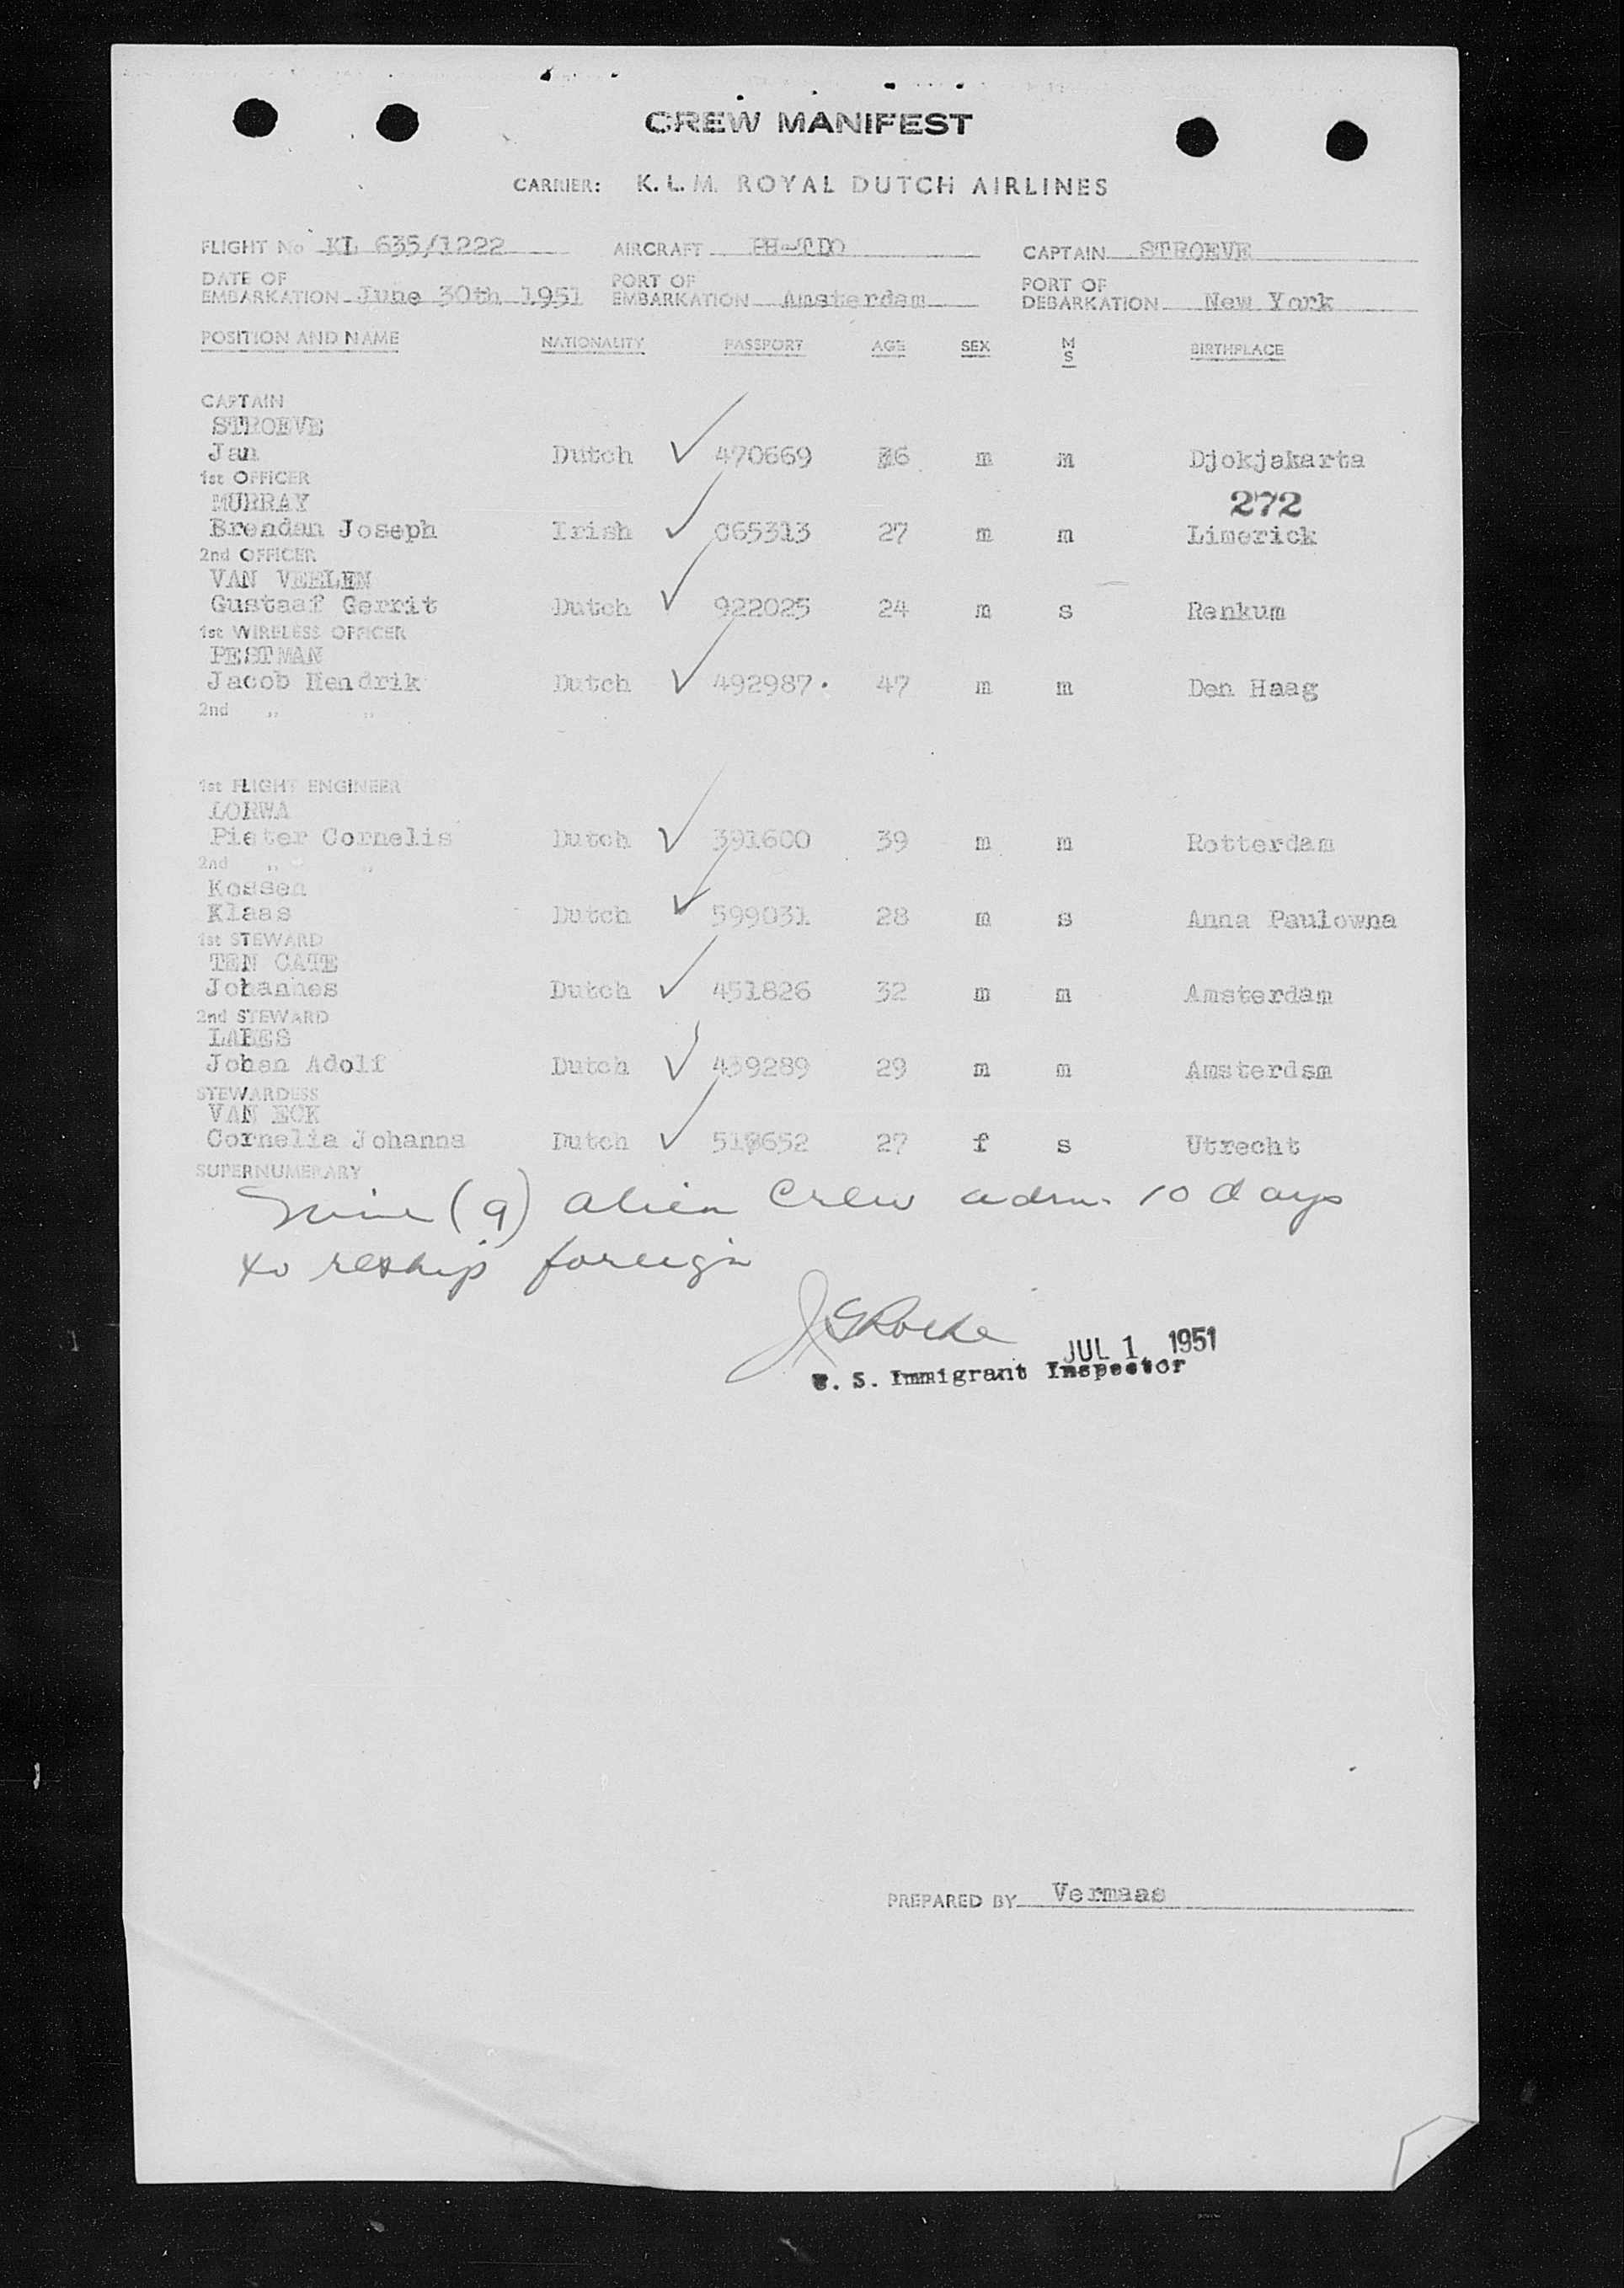 CREW MANIFEST
CARRIER: K.L.M. ROYAL DUTCH AIRLINES
FLIGHT No KL 635/1222 AIRCRAFT PH-TDO CAPTAIN STROEVE
DATE OF EMBARKATION June 30th 1951 PORT OF EMBARKATION Amsterdam PORT OF DEBARKATION New York
POSITION AND NAME NATIONALITY PASSPORT AGE SEX M S BIRTHPLACE
CAPTAIN
STROEVE
Jan Dutch 470669 36 m m Djokjakarta
1st OFFICER
MURRAY 272
Brendan Joseph Irish 065313 27 m m Limerick
2nd OFFICER
VAN VEELEN
Gustaaf Gerrit Dutch 922025 24 m s Renkum
1st WIRELESS OFFICER
PESTMAN
Jacob Hendrik Dutch 492987. 47 m m Den Haag
2nd ,, ,,
1st FLIGHT ENGINEER
Pieter Cornelis Dutch 391600 39 m m Rotterdam
2nd ,, ,,
Kossen
Klaas Dutch 599031 28 m s Anna Paulowna
1st STEWARD
TEN CATE
Johannes Dutch 451826 32 m m Amsterdam
2nd STEWARD
Johan Adolf Dutch 439289 29 m m Amsterdam
STEWARDESS
VAN ECK
Cornelia Johanna Dutch 27 f s Utrecht
SUPERNUMERARY
Nine (9) alien crew adm. 10 days
to reship foreign
JUL 1 1951
U. S. Immigrant Inspector
PREPARED BY Vermaas